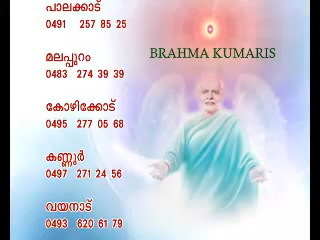 പാലക്കാട്
0491 257 85 25
മലപ്പുറം
0483 274 39 39
BRAHMA KUMARIS
കോഴിക്കോട്
0495 277 05 68
കണ്ണൂർ
0497 271 24 56
വയനാട്
0493 620 61 79